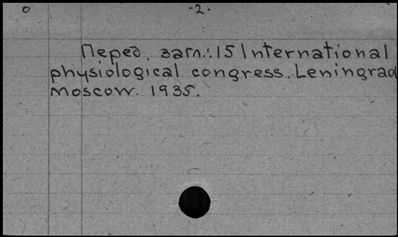 -2-
Перед. загл.: 15 International
physiological congress. Leningrad
Moscow. 1935.